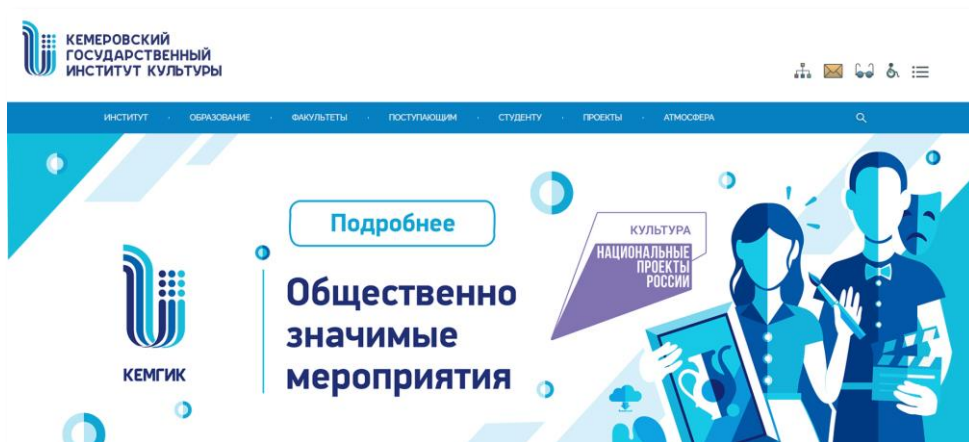 КЕМЕРОВСКИЙ
ГОСУДАРСТВЕННЫЙ
ИНСТИТУТ КУЛЬТУРЫ
ИНСТИТУТ · ОБРАЗОВАНИЕ · ФАКУЛЬТЕТЫ · ПОСТУПАЮЩИМ · СТУДЕНТУ · ПРОЕКТЫ · АТМОСФЕРА
Подробнее
КУЛЬТУРА
НАЦИОНАЛЬНЫЕ
ПРОЕКТЫ
РОССИИ
Общественно
значимые
мероприятия
КЕМГИК